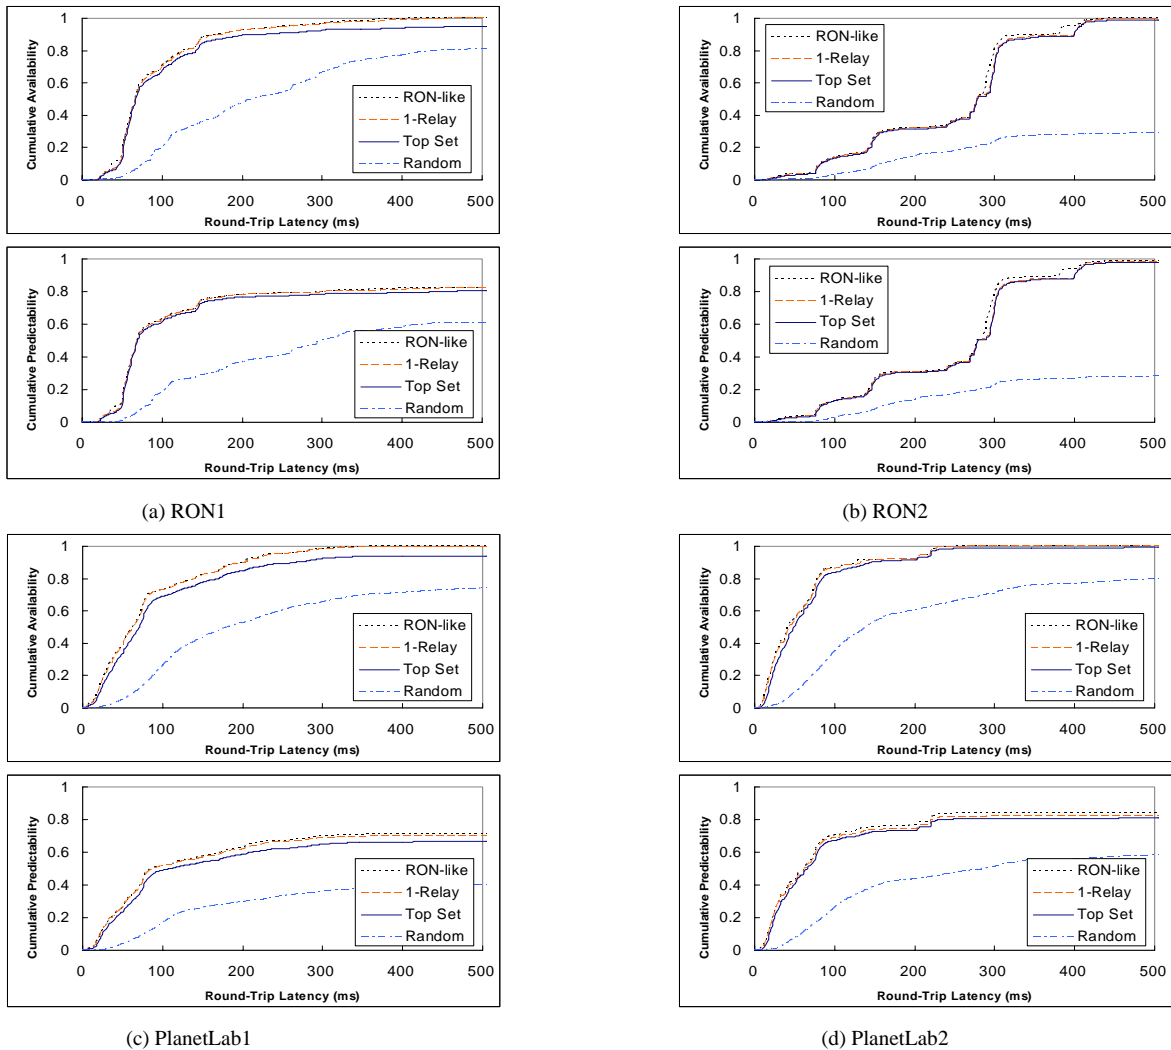 Cumulative Availability
1
0.8
0.6
0.4
0.2
0
RON-like
1-Relay
Top Set
Random
0 100 200 300 400 500
Round-Trip Latency (ms)
Cumulative Availability
1
0.8
0.6
0.4
0.2
0
RON-like
1-Relay
Top Set
Random
0 100 200 300 400 500
Round-Trip Latency (ms)
Cumulative Predictability
1
0.8
0.6
0.4
0.2
0
RON-like
1-Relay
Top Set
Random
0 100 200 300 400 500
Round-Trip Latency (ms)
Cumulative Predictability
1
0.8
0.6
0.4
0.2
0
RON-like
1-Relay
Top Set
Random
0 100 200 300 400 500
Round-Trip Latency (ms)
(a) RON1
(b) RON2
Cumulative Availability
1
0.8
0.6
0.4
0.2
0
RON-like
1-Relay
Top Set
Random
0 100 200 300 400 500
Round-Trip Latency (ms)
Cumulative Availability
1
0.8
0.6
0.4
0.2
0
RON-like
1-Relay
Top Set
Random
0 100 200 300 400 500
Round-Trip Latency (ms)
Cumulative Predictability
1
0.8
0.6
0.4
0.2
0
RON-like
1-Relay
Top Set
Random
0 100 200 300 400 500
Round-Trip Latency (ms)
Cumulative Predictability
1
0.8
0.6
0.4
0.2
0
RON-like
1-Relay
Top Set
Random
0 100 200 300 400 500
Round-Trip Latency (ms)
(c) PlanetLab1
(d) PlanetLab2